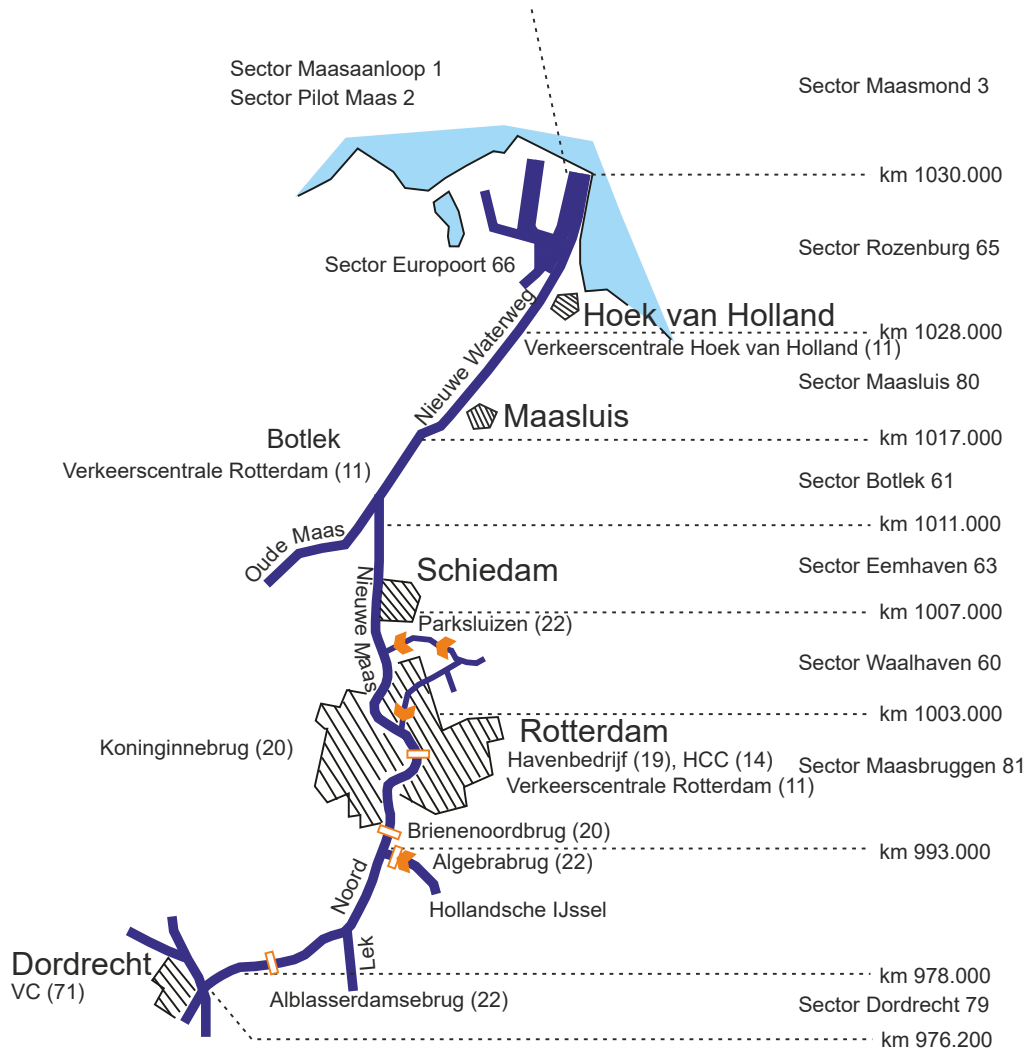 Sector Maasaanloop 1
Sector Pilot Maas 2
Sector Maasmond 3
km 1030.000
Sector Rozenburg 65
Sector Europoort 66
Hoek van Holland
km 1028.000
Verkeerscentrale Hoek van Holland (11)
Nieuwe Waterweg
Sector Maasluis 80
Maasluis
km 1017.000
Botlek
Verkeerscentrale Rotterdam (11)
Sector Botlek 61
km 1011.000
Oude Maas
Schiedam
Sector Eemhaven 63
Nieuwe Maas
km 1007.000
Parksluizen (22)
Sector Waalhaven 60
km 1003.000
Rotterdam
Koninginnebrug (20)
Havenbedrijf (19), HCC (14)
Sector Maasbruggen 81
Verkeerscentrale Rotterdam (11)
Brienenoordbrug (20)
km 993.000
Algebrabrug (22)
Noord
Hollandsche IJssel
Lek
Dordrecht
VC (71)
km 978.000
Alblasserdamsebrug (22)
Sector Dordrecht 79
km 976.200